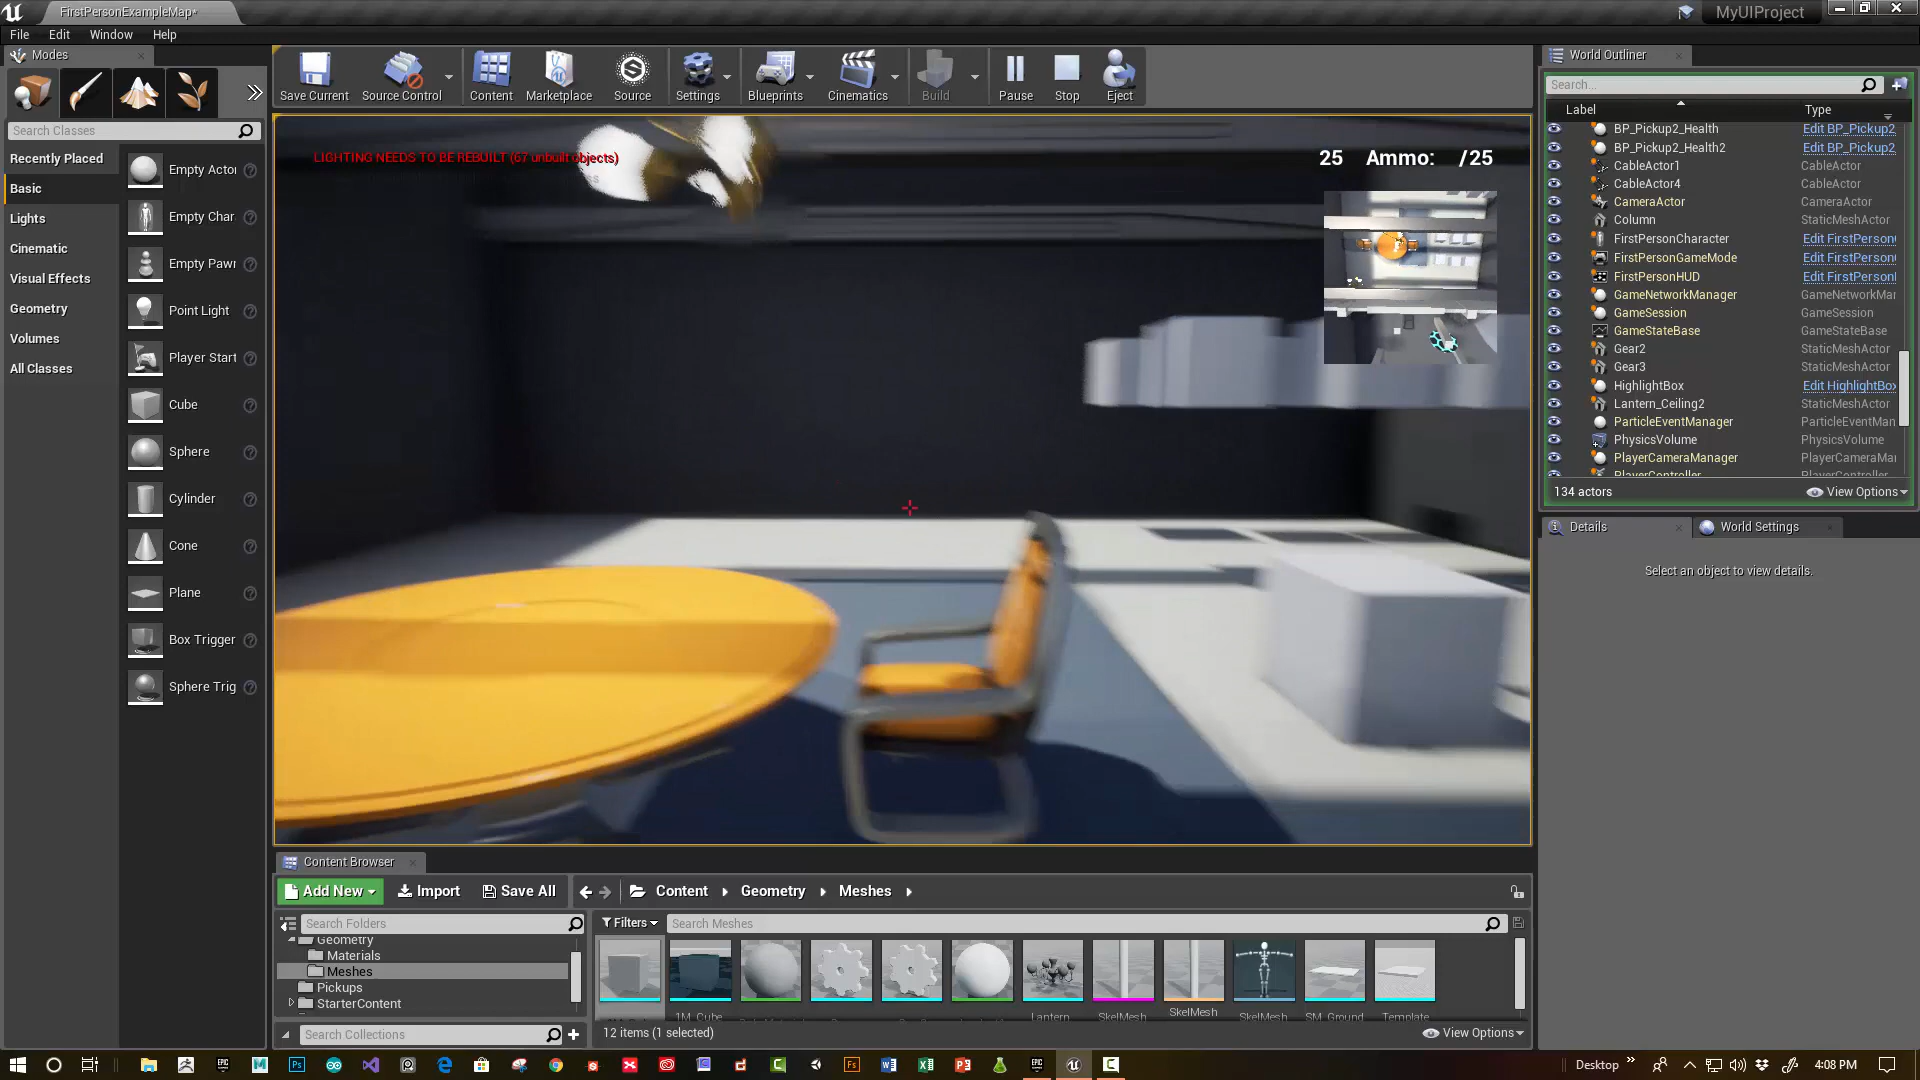 FirstPersonExampleMap*
MyUIProject
File Edit Window Help
Modes
Save Current
Source Control
Content
Marketplace
Source
Settings
Blueprints
Cinematics
Build
Pause
Stop
Eject
Search Classes
Recently Placed
Basic
Lights
Cinematic
Visual Effects
Geometry
Volumes
All Classes
Empty Actor
Empty Char
Empty Pawn
Point Light
Player Start
Cube
Sphere
Cylinder
Cone
Plane
Box Trigger
Sphere Trig
LIGHTING NEEDS TO BE REBUILT (67 unbuilt objects)
25 Ammo: /25
World Outliner
Search...
Label Type
BP_Pickup2_Health Edit BP_Pickup2_
BP_Pickup2_Health2 Edit BP_Pickup2_
CableActor1 CableActor
CableActor4 CableActor
CameraActor CameraActor
Column StaticMeshActor
FirstPersonCharacter Edit FirstPerson
FirstPersonGameMode Edit FirstPerson
FirstPersonHUD Edit FirstPerson
GameNetworkManager GameNetworkMan
GameSession GameSession
GameStateBase GameStateBase
Gear2 StaticMeshActor
Gear3 StaticMeshActor
HighlightBox Edit HighlightBox
Lantern_Ceiling2 StaticMeshActor
ParticleEventManager ParticleEventMan
PhysicsVolume PhysicsVolume
PlayerCameraManager PlayerCameraMa
PlayerController PlayerController
134 actors View Options
Details World Settings
Select an object to view details.
Content Browser
Add New Import Save All Content Geometry Meshes
Search Folders
Filters Search Meshes
Geometry
Materials
Meshes
Pickups
StarterContent
Search Collections
1M_Cube
Lantern
SkelMesh
SkelMesh
SkelMesh
SM_Ground
Template
12 items (1 selected) View Options
Desktop 4:08 PM